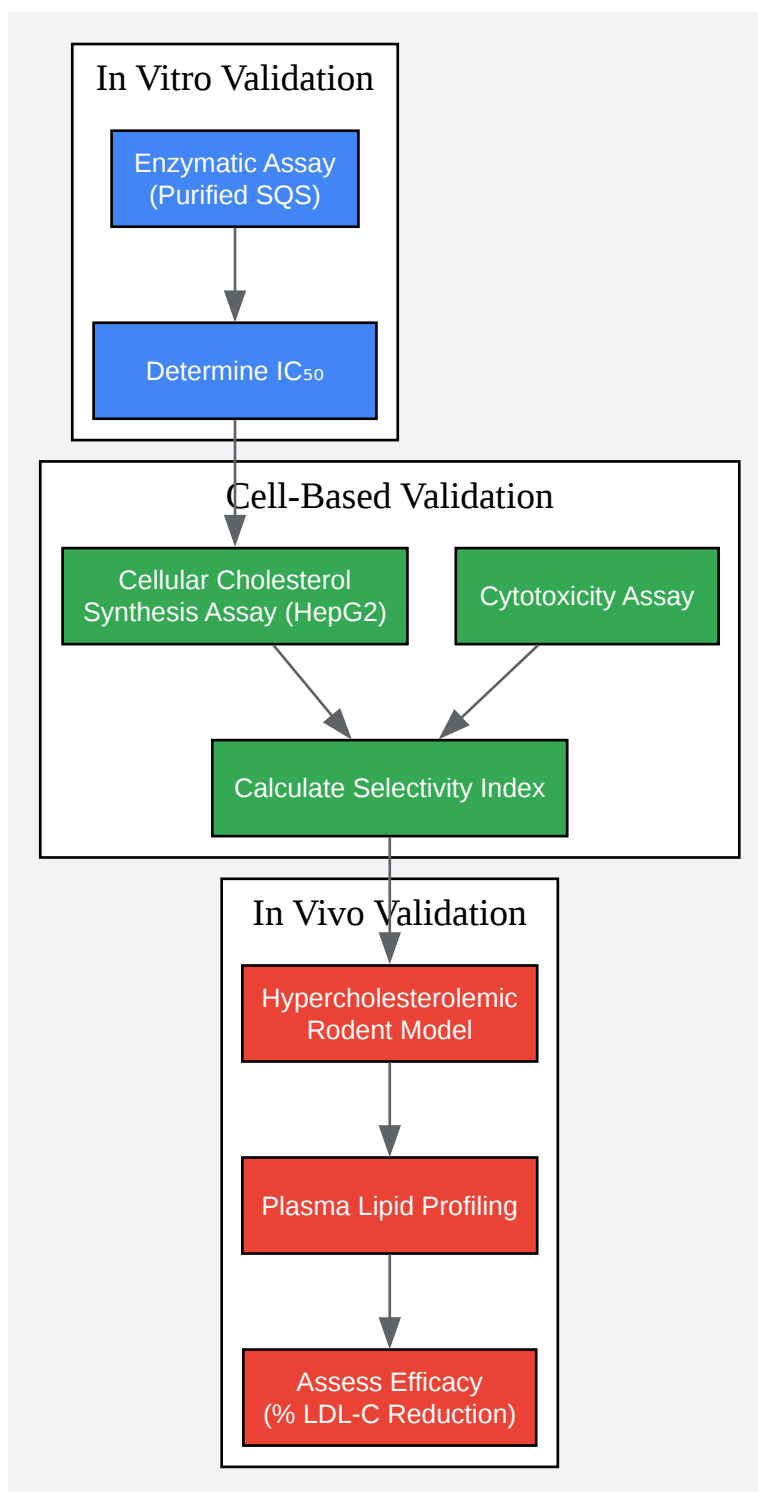 In Vitro Validation
Enzymatic Assay
(Purified SQS)
Determine IC₅₀
Cell-Based Validation
Cellular Cholesterol
Synthesis Assay (HepG2)
Cytotoxicity Assay
Calculate Selectivity Index
In Vivo Validation
Hypercholesterolemic
Rodent Model
Plasma Lipid Profiling
Assess Efficacy
(% LDL-C Reduction)